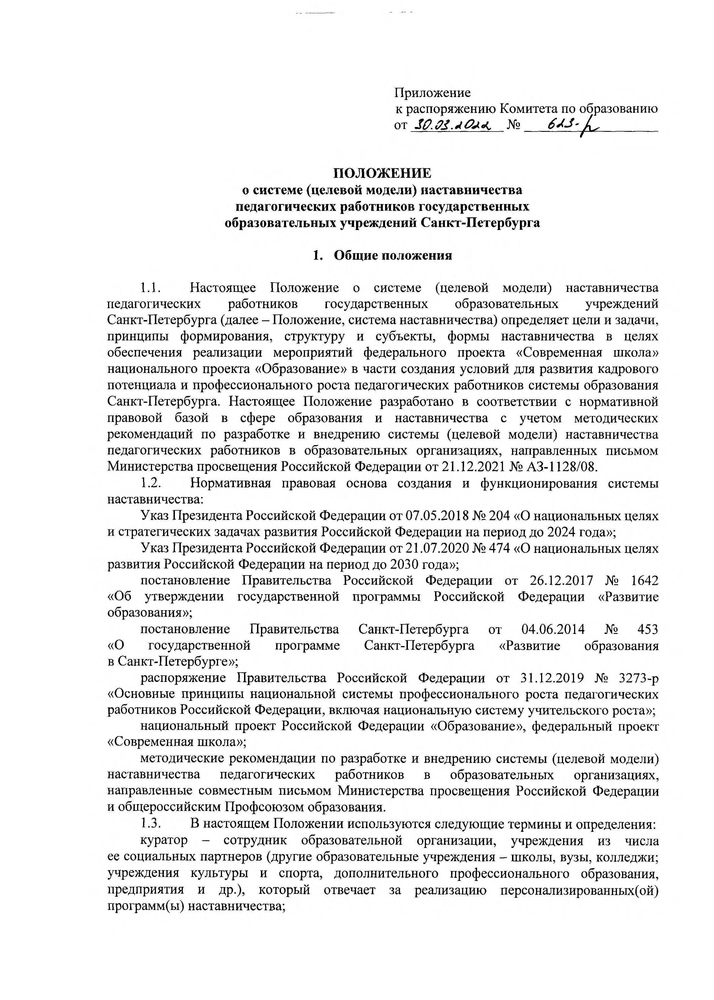 Приложение
к распоряжению Комитета по образованию
от 30.03.2022 № 623-р
ПОЛОЖЕНИЕ
о системе (целевой модели) наставничества
педагогических работников государственных
образовательных учреждений Санкт-Петербурга
1. Общие положения
1.1. Настоящее Положение о системе (целевой модели) наставничества
педагогических работников государственных образовательных учреждений
Санкт-Петербурга (далее – Положение, система наставничества) определяет цели и задачи,
принципы формирования, структуру и субъекты, формы наставничества в целях
обеспечения реализации мероприятий федерального проекта «Современная школа»
национального проекта «Образование» в части создания условий для развития кадрового
потенциала и профессионального роста педагогических работников системы образования
Санкт-Петербурга. Настоящее Положение разработано в соответствии с нормативной
правовой базой в сфере образования и наставничества с учетом методических
рекомендаций по разработке и внедрению системы (целевой модели) наставничества
педагогических работников в образовательных организациях, направленных письмом
Министерства просвещения Российской Федерации от 21.12.2021 № АЗ-1128/08.
1.2. Нормативная правовая основа создания и функционирования системы
наставничества:
Указ Президента Российской Федерации от 07.05.2018 № 204 «О национальных целях
и стратегических задачах развития Российской Федерации на период до 2024 года»;
Указ Президента Российской Федерации от 21.07.2020 № 474 «О национальных целях
развития Российской Федерации на период до 2030 года»;
постановление Правительства Российской Федерации от 26.12.2017 № 1642
«Об утверждении государственной программы Российской Федерации «Развитие
образования»;
постановление Правительства Санкт-Петербурга от 04.06.2014 № 453
«О государственной программе Санкт-Петербурга «Развитие образования
в Санкт-Петербурге»;
распоряжение Правительства Российской Федерации от 31.12.2019 № 3273-р
«Основные принципы национальной системы профессионального роста педагогических
работников Российской Федерации, включая национальную систему учительского роста»;
национальный проект Российской Федерации «Образование», федеральный проект
«Современная школа»;
методические рекомендации по разработке и внедрению системы (целевой модели)
наставничества педагогических работников в образовательных организациях,
направленные совместным письмом Министерства просвещения Российской Федерации
и общероссийским Профсоюзом образования.
1.3. В настоящем Положении используются следующие термины и определения:
куратор – сотрудник образовательной организации, учреждения из числа
ее социальных партнеров (другие образовательные учреждения – школы, вузы, колледжи;
учреждения культуры и спорта, дополнительного профессионального образования,
предприятия и др.), который отвечает за реализацию персонализированных(ой)
программ(ы) наставничества;